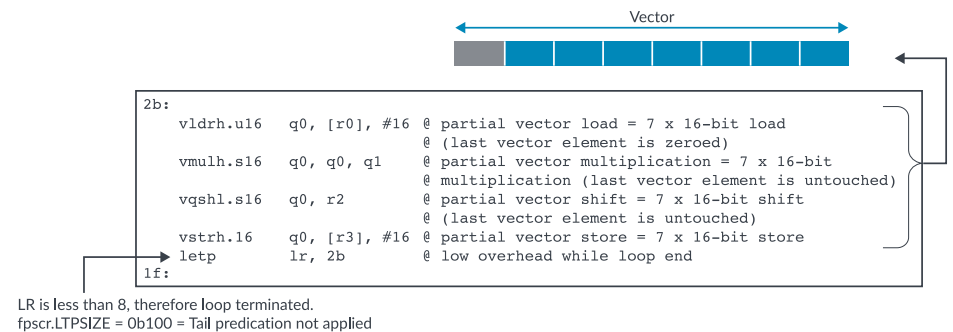 Vector
2b:
vldrh.u16 q0, [r0], #16 @ partial vector load = 7 x 16-bit load
@ (last vector element is zeroed)
vmulh.s16 q0, q0, q1 @ partial vector multiplication = 7 x 16-bit
@ multiplication (last vector element is untouched)
vqshl.s16 q0, r2 @ partial vector shift = 7 x 16-bit shift
@ (last vector element is untouched)
vstrh.16 q0, [r3], #16 @ partial vector store = 7 x 16-bit store
letp lr, 2b @ low overhead while loop end
1f:
LR is less than 8, therefore loop terminated.
fpscr.LTPSIZE = 0b100 = Tail predication not applied